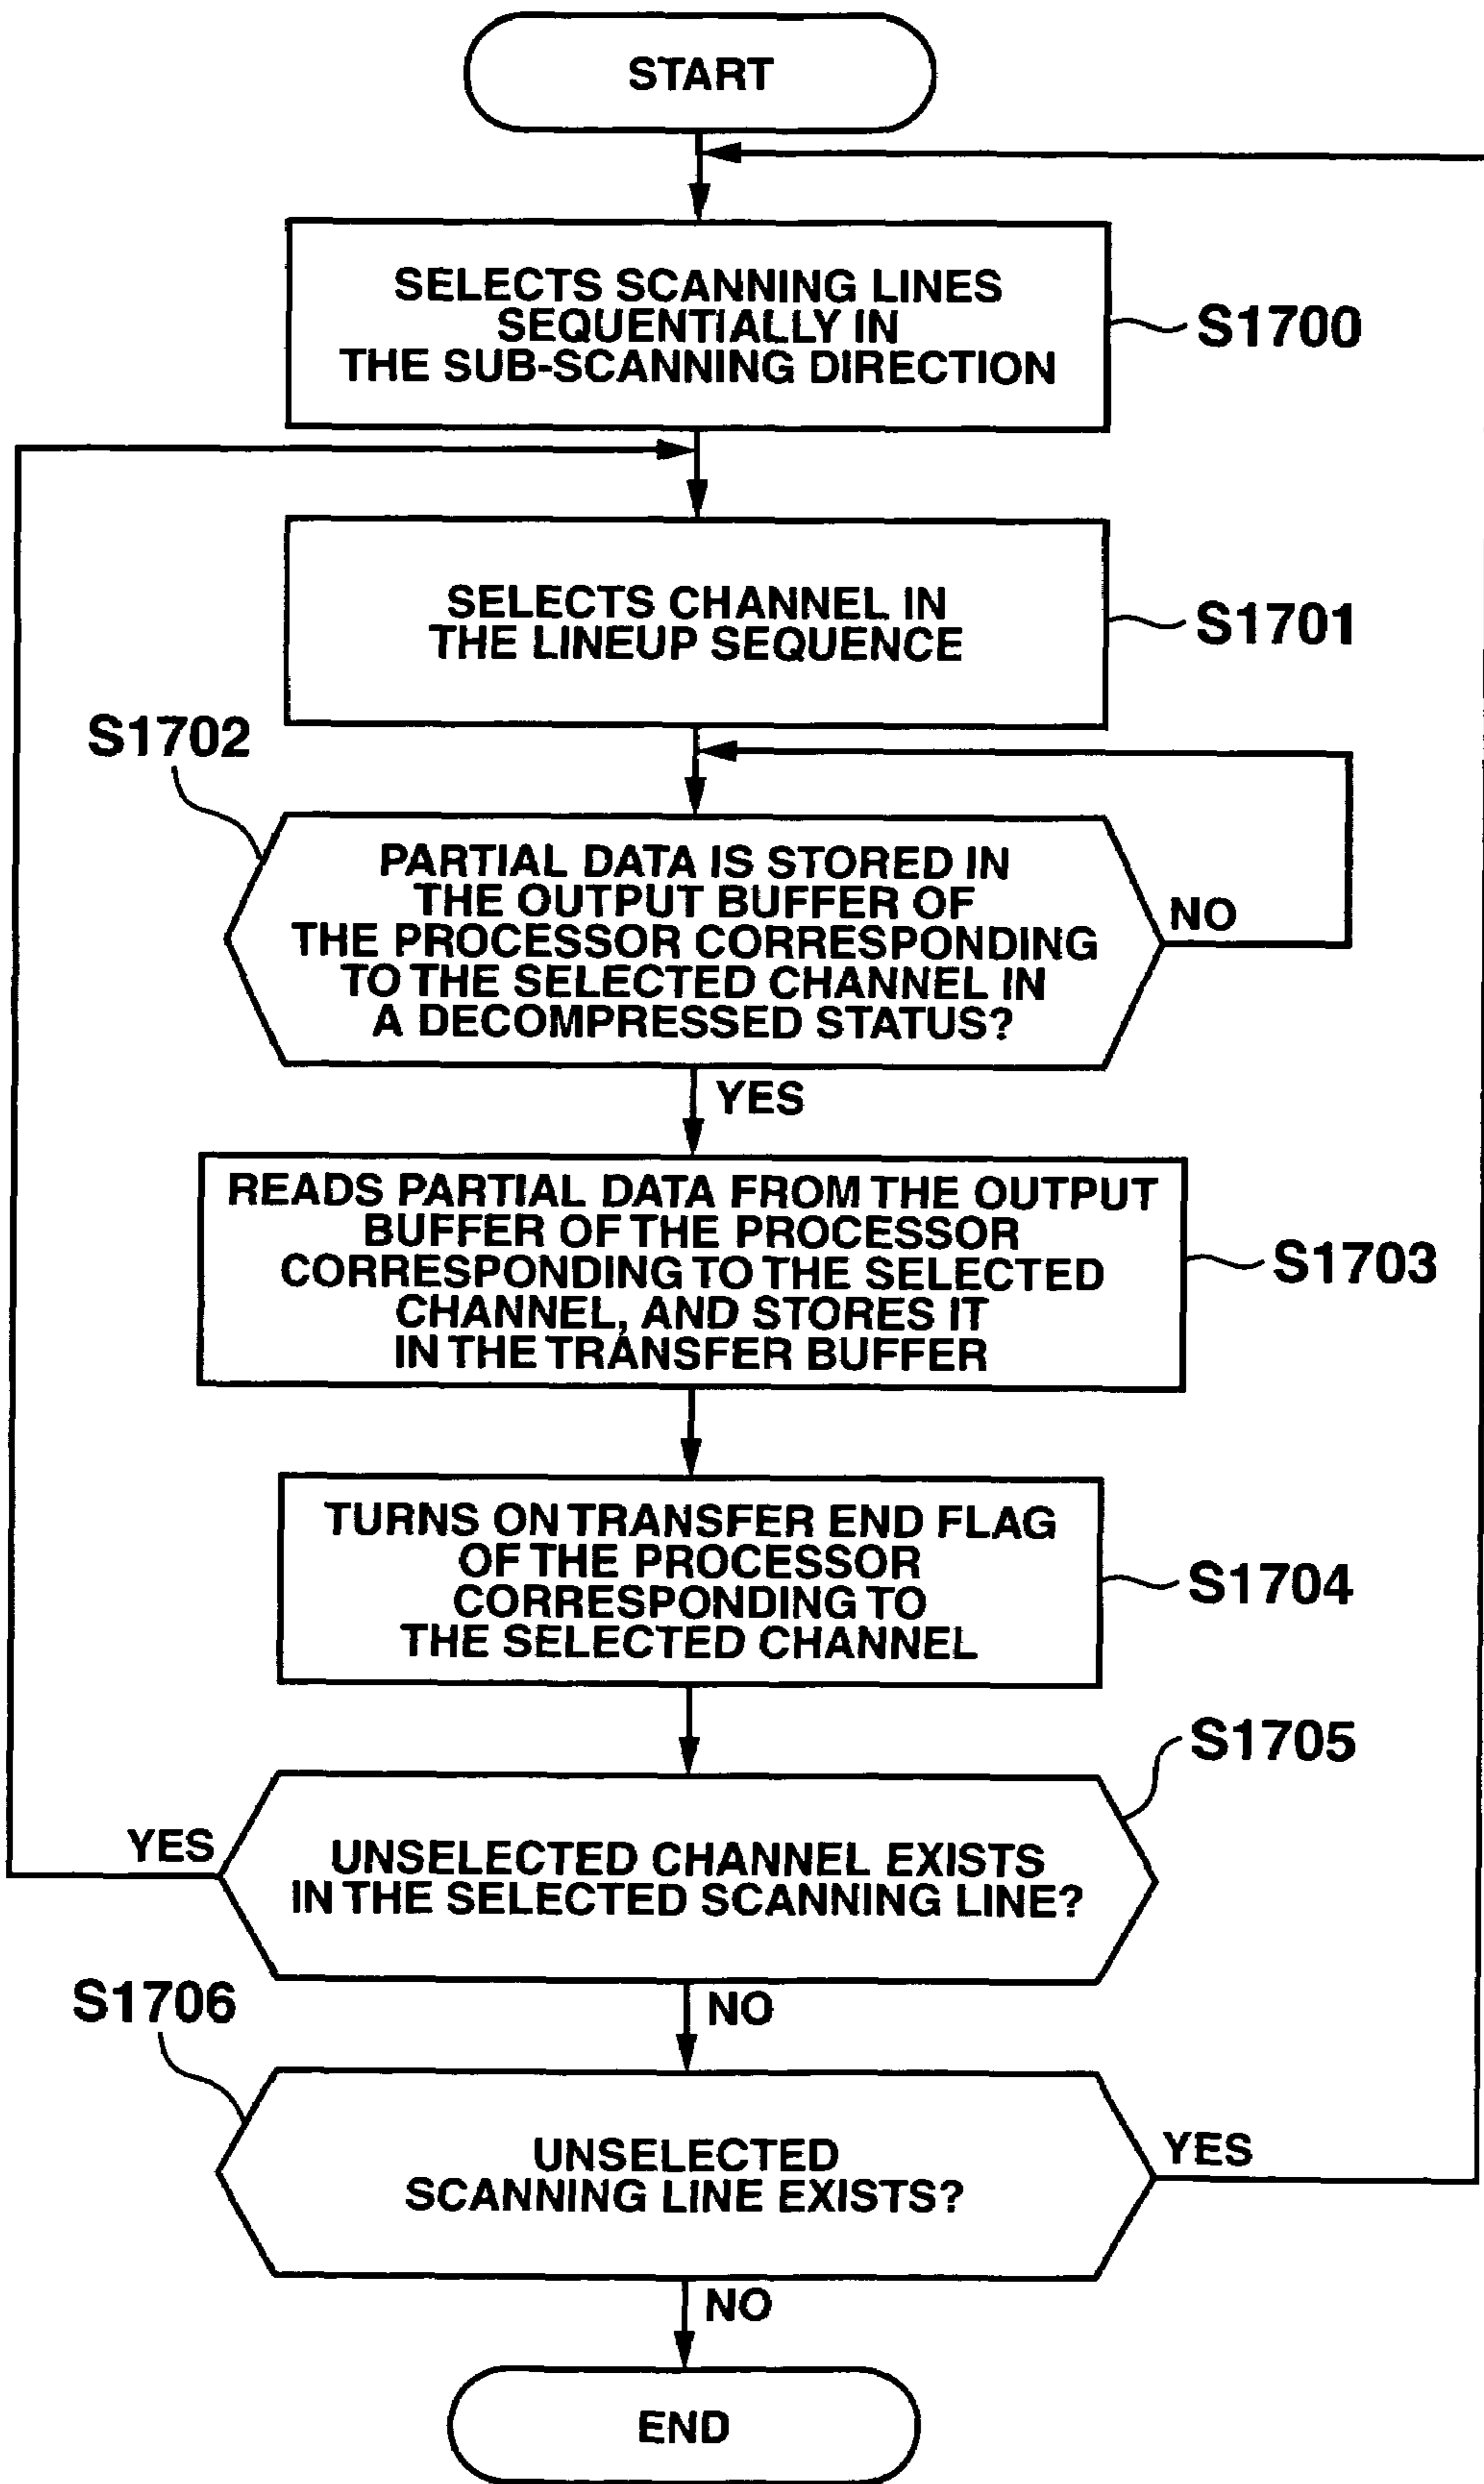 START
SELECTS SCANNING LINES
SEQUENTIALLY IN
THE SUB-SCANNING DIRECTION
S1700
SELECTS CHANNEL IN
THE LINEUP SEQUENCE
S1701
S1702
PARTIAL DATA IS STORED IN
THE OUTPUT BUFFER OF
THE PROCESSOR CORRESPONDING
TO THE SELECTED CHANNEL IN
A DECOMPRESSED STATUS?
NO
YES
READS PARTIAL DATA FROM THE OUTPUT
BUFFER OF THE PROCESSOR
CORRESPONDING TO THE SELECTED
CHANNEL, AND STORES IT
IN THE TRANSFER BUFFER
S1703
TURNS ON TRANSFER END FLAG
OF THE PROCESSOR
CORRESPONDING TO
THE SELECTED CHANNEL
S1704
S1705
YES
UNSELECTED CHANNEL EXISTS
IN THE SELECTED SCANNING LINE?
NO
S1706
UNSELECTED
SCANNING LINE EXISTS?
YES
NO
END